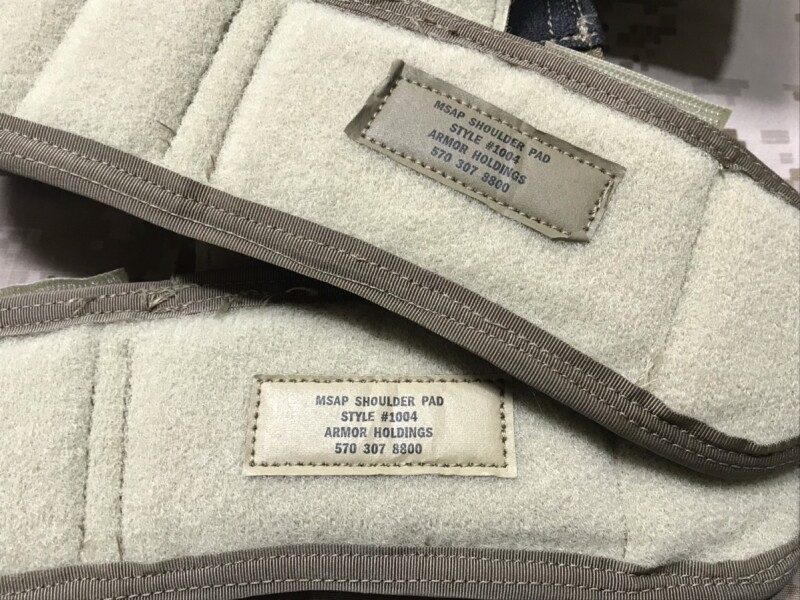 MSAP SHOULDER PAD
STYLE #1004
ARMOR HOLDINGS
570 307 8800
MSAP SHOULDER PAD
STYLE #1004
ARMOR HOLDINGS
570 307 8800